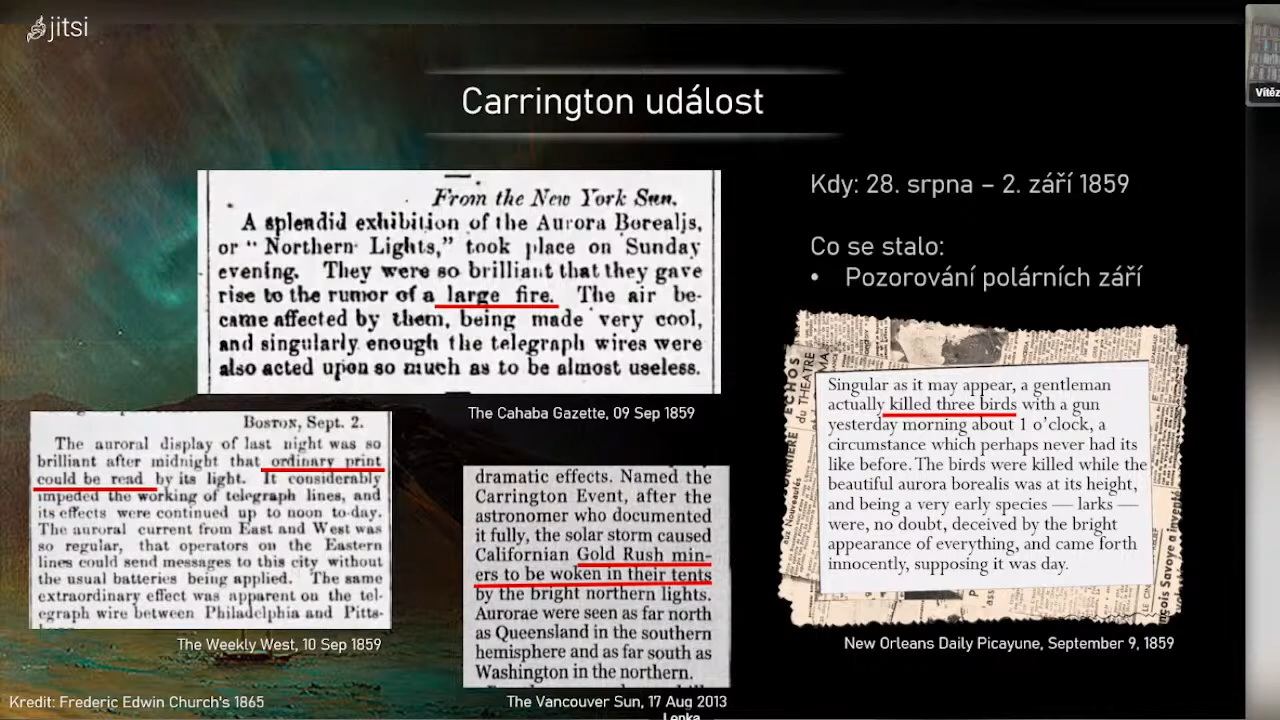 jitsi
Carrington událost
Vítěz
From the New York Sun.
A splendid exhibition of the Aurora Borealis,
or "Northern Lights," took place on Sunday
evening. They were so brilliant that they gave
rise to the rumor of a large fire. The air be-
came affected by them, being made very cool,
and singularly enough the telegraph wires were
also acted upon so much as to be almost useless.
The Cahaba Gazette, 09 Sep 1859
Kdy: 28. srpna – 2. září 1859
Co se stalo:
• Pozorování polárních září
Boston, Sept. 2.
The auroral display of last night was so
brilliant after midnight that ordinary print
could be read by its light. It considerably
impeded the working of telegraph lines, and
its effects were continued up to noon to-day.
The auroral current from East and West was
so regular, that operators on the Eastern
lines could send messages to this city without
the usual batteries being applied. The same
extraordinary effect was apparent on the tel-
egraph wire between Philadelphia and Pitts-
The Weekly West, 10 Sep 1859
dramatic effects. Named the
Carrington Event, after the
astronomer who documented
it fully, the solar storm caused
Californian Gold Rush min-
ers to be woken in their tents
by the bright northern lights.
Aurorae were seen as far north
as Queensland in the southern
hemisphere and as far south as
Washington in the northern.
The Vancouver Sun, 17 Aug 2013
ECHOS
du THEATRE
Singular as it may appear, a gentleman
actually killed three birds with a gun
yesterday morning about 1 o'clock, a
circumstance which perhaps never had its
like before. The birds were killed while the
beautiful aurora borealis was at its height,
and being a very early species — larks —
were, no doubt, deceived by the bright
appearance of everything, and came forth
innocently, supposing it was day.
New Orleans Daily Picayune, September 9, 1859
Kredit: Frederic Edwin Church's 1865
Lenka